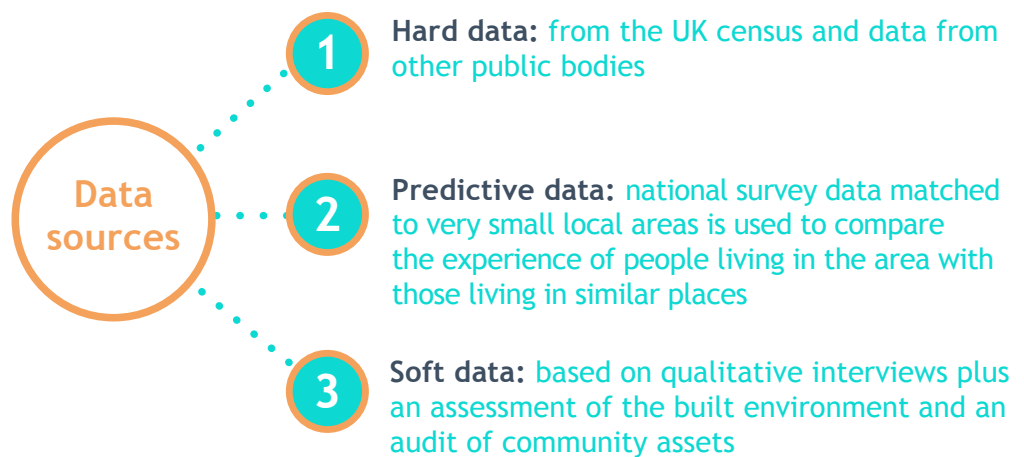 Data
sources
1
Hard data: from the UK census and data from
other public bodies
2
Predictive data: national survey data matched
to very small local areas is used to compare
the experience of people living in the area with
those living in similar places
3
Soft data: based on qualitative interviews plus
an assessment of the built environment and an
audit of community assets